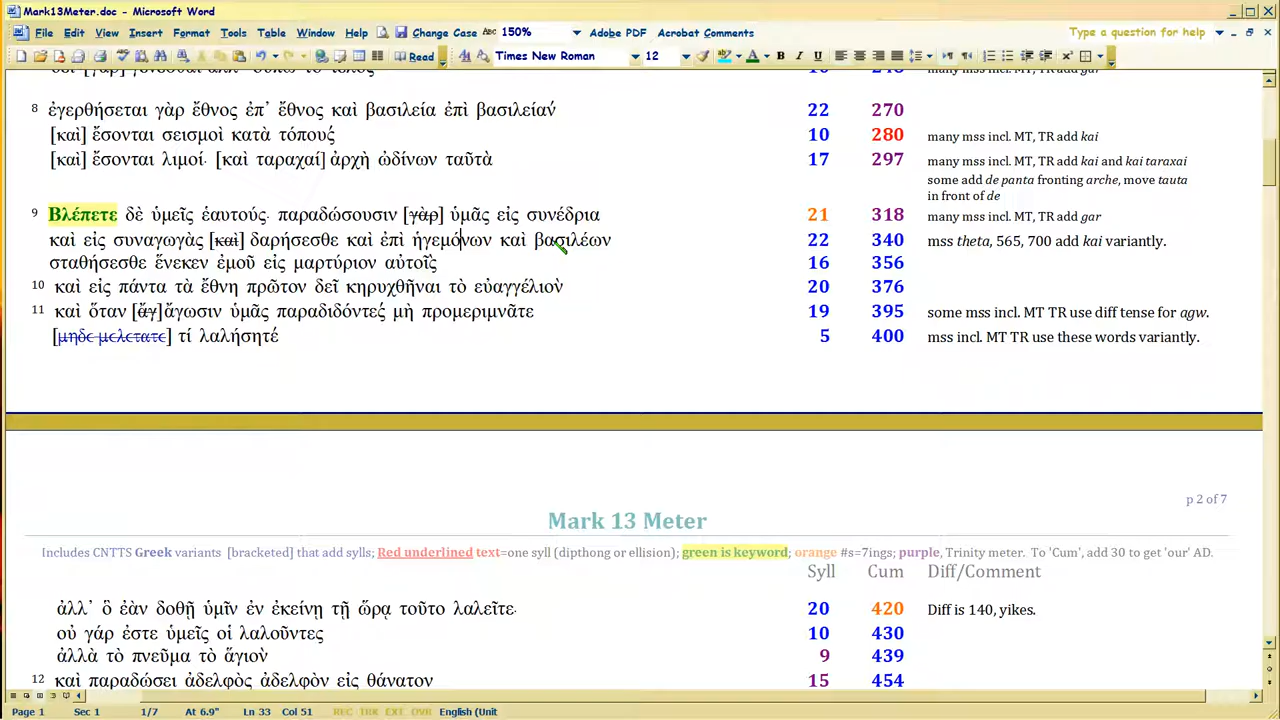 Mark13Meter.doc - Microsoft Word
File Edit View Insert Format Tools Table Window Help Change Case 150% Adobe PDF Acrobat Comments Type a question for help
Read Times New Roman 12
8 ἐγερθήσεται γὰρ ἔθνος ἐπ’ ἔθνος καὶ βασιλεία ἐπὶ βασιλείαν 22 270
[καὶ] ἔσονται σεισμοὶ κατὰ τόπους 10 280 many mss incl. MT, TR add kai
[καὶ] ἔσονται λιμοί· [καὶ ταραχαί] ἀρχὴ ὠδίνων ταῦτα 17 297 many mss incl. MT, TR add kai and kai taraxai
some add de panta fronting arche, move tauta
in front of de
9 Βλέπετε δὲ ὑμεῖς ἑαυτούς· παραδώσουσιν [γὰρ] ὑμᾶς εἰς συνέδρια 21 318 many mss incl. MT, TR add gar
καὶ εἰς συναγωγὰς [καὶ] δαρήσεσθε καὶ ἐπὶ ἡγεμόνων καὶ βασιλέων 22 340 mss theta, 565, 700 add kai variantly.
σταθήσεσθε ἕνεκεν ἐμοῦ εἰς μαρτύριον αὐτοῖς 16 356
10 καὶ εἰς πάντα τὰ ἔθνη πρῶτον δεῖ κηρυχθῆναι τὸ εὐαγγέλιον 20 376
11 καὶ ὅταν [ἄγ]ἄγωσιν ὑμᾶς παραδιδόντες μὴ προμεριμνᾶτε 19 395 some mss incl. MT TR use diff tense for agw.
[μηδε μελετατε] τί λαλήσητέ 5 400 mss incl. MT TR use these words variantly.
p 2 of 7
Mark 13 Meter
Includes CNTTS Greek variants [bracketed] that add sylls; Red underlined text=one syll (dipthong or ellision); green is keyword; orange #s=7ings; purple, Trinity meter. To 'Cum', add 30 to get 'our' AD.
Syll Cum Diff/Comment
ἀλλ’ ὃ ἐὰν δοθῇ ὑμῖν ἐν ἐκείνῃ τῇ ὥρᾳ τοῦτο λαλεῖτε· 20 420 Diff is 140, yikes.
οὐ γάρ ἐστε ὑμεῖς οἱ λαλοῦντες 10 430
ἀλλὰ τὸ πνεῦμα τὸ ἅγιον 9 439
12 καὶ παραδώσει ἀδελφὸς ἀδελφὸν εἰς θάνατον 15 454
Page 1 Sec 1 1/7 At 6.9" Ln 33 Col 51 REC TRK EXT OVR English (Unit